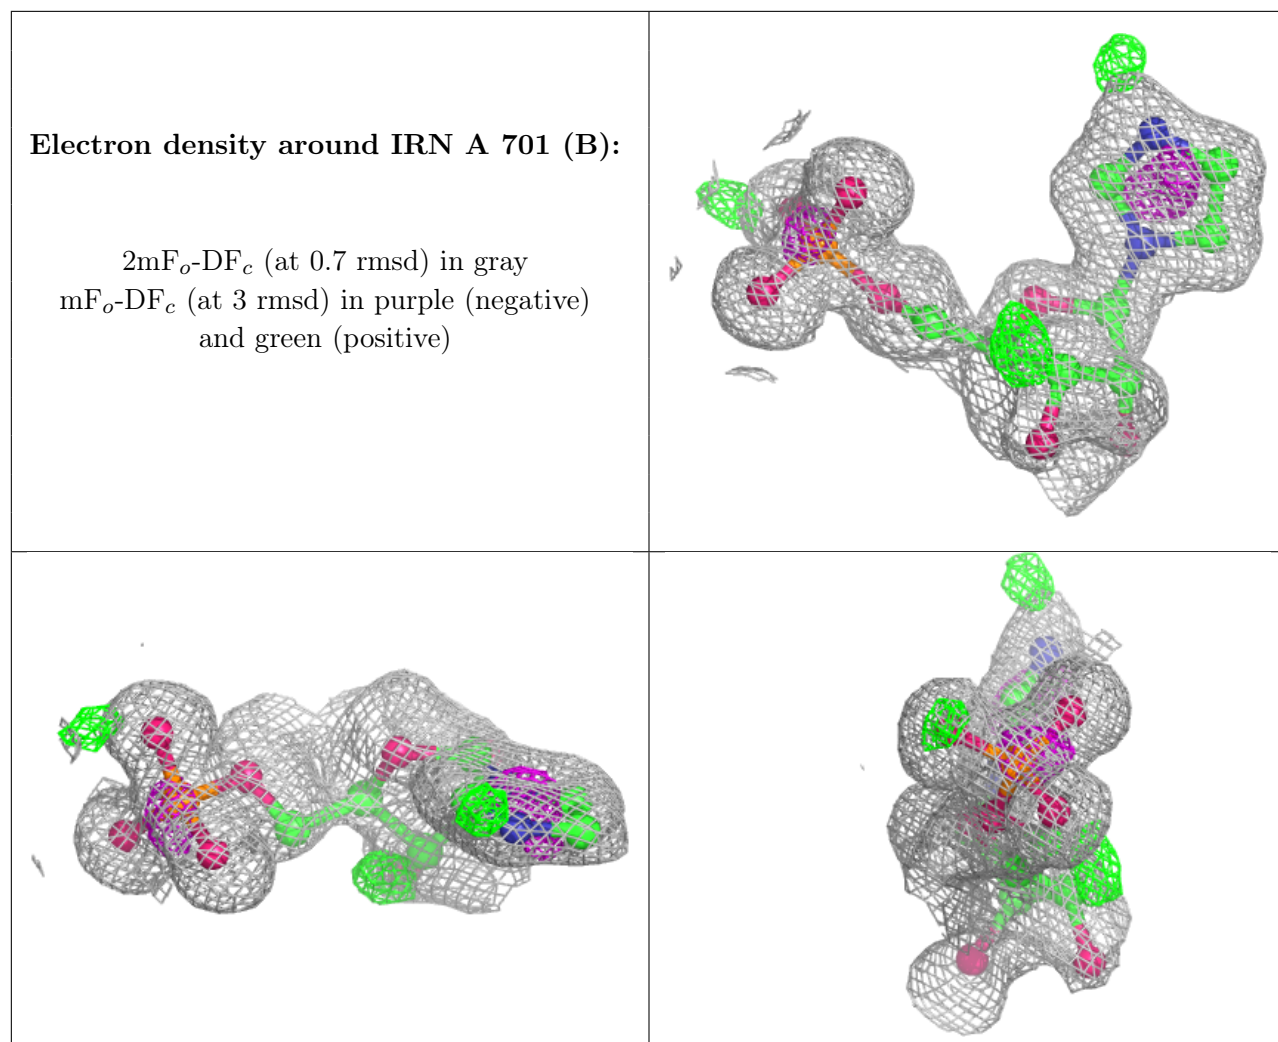 Electron density around IRN A 701 (B):
2mFo-DFc (at 0.7 rmsd) in gray
mFo-DFc (at 3 rmsd) in purple (negative)
and green (positive)